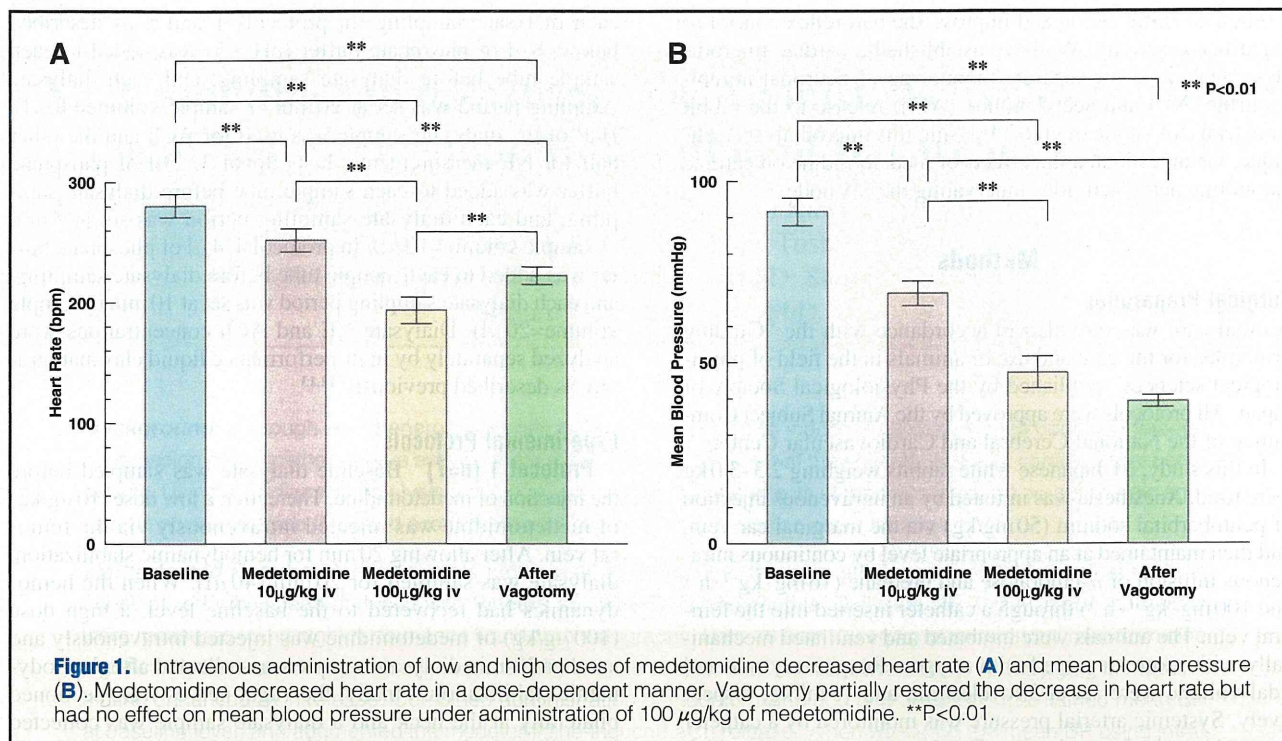 A
**
**
**
**
**
**
300
200
100
0
Heart Rate (bpm)
Baseline
Medetomidine
10μg/kg iv
Medetomidine
100μg/kg iv
After
Vagotomy
B
** P<0.01
**
**
**
**
**
100
50
0
Mean Blood Pressure (mmHg)
Baseline
Medetomidine
10μg/kg iv
Medetomidine
100μg/kg iv
After
Vagotomy
Figure 1. Intravenous administration of low and high doses of medetomidine decreased heart rate (A) and mean blood pressure
(B). Medetomidine decreased heart rate in a dose-dependent manner. Vagotomy partially restored the decrease in heart rate but
had no effect on mean blood pressure under administration of 100 μg/kg of medetomidine. **P<0.01.